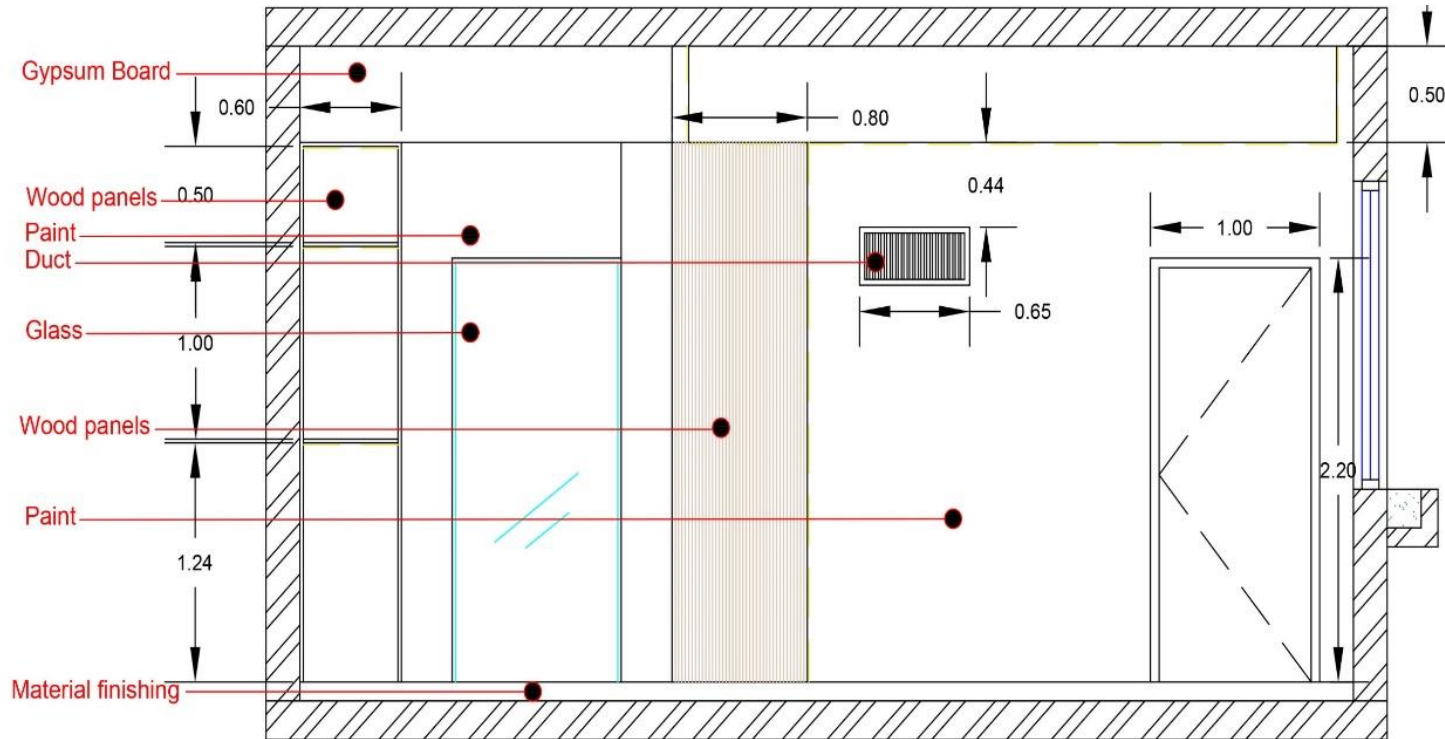 Gypsum Board
0.60
0.80
0.50
Wood panels
0.50
0.44
Paint
1.00
Duct
0.65
Glass
1.00
Wood panels
2.20
Paint
1.24
Material finishing